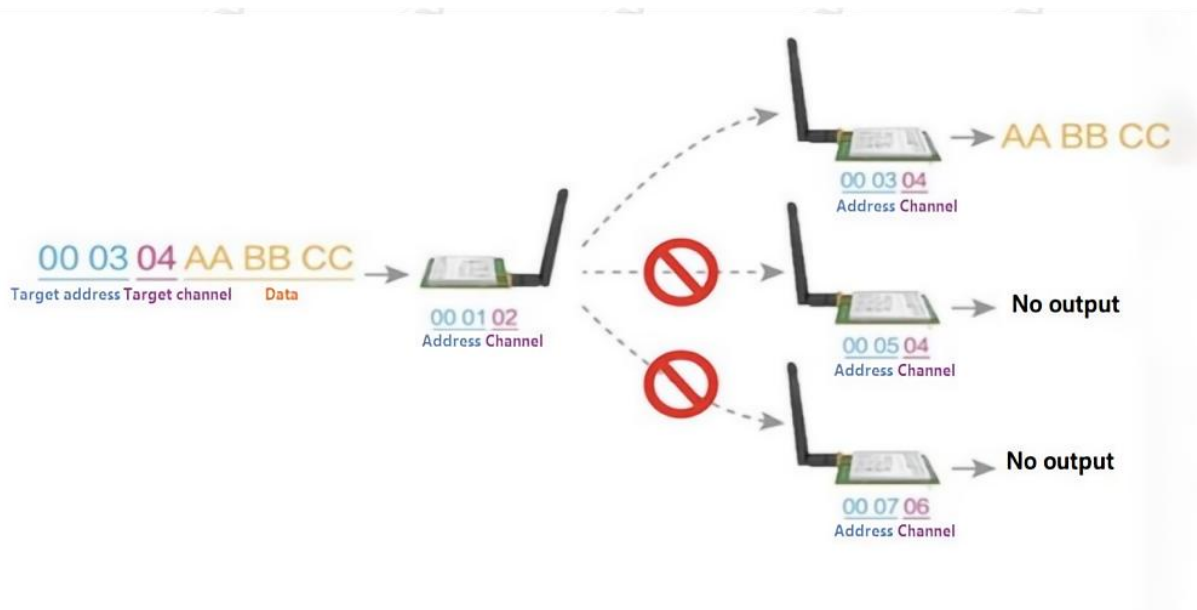 00 03 04 AA BB CC
Target address Target channel Data
00 01 02
Address Channel
AA BB CC
00 03 04
Address Channel
No output
00 05 04
Address Channel
No output
00 07 06
Address Channel